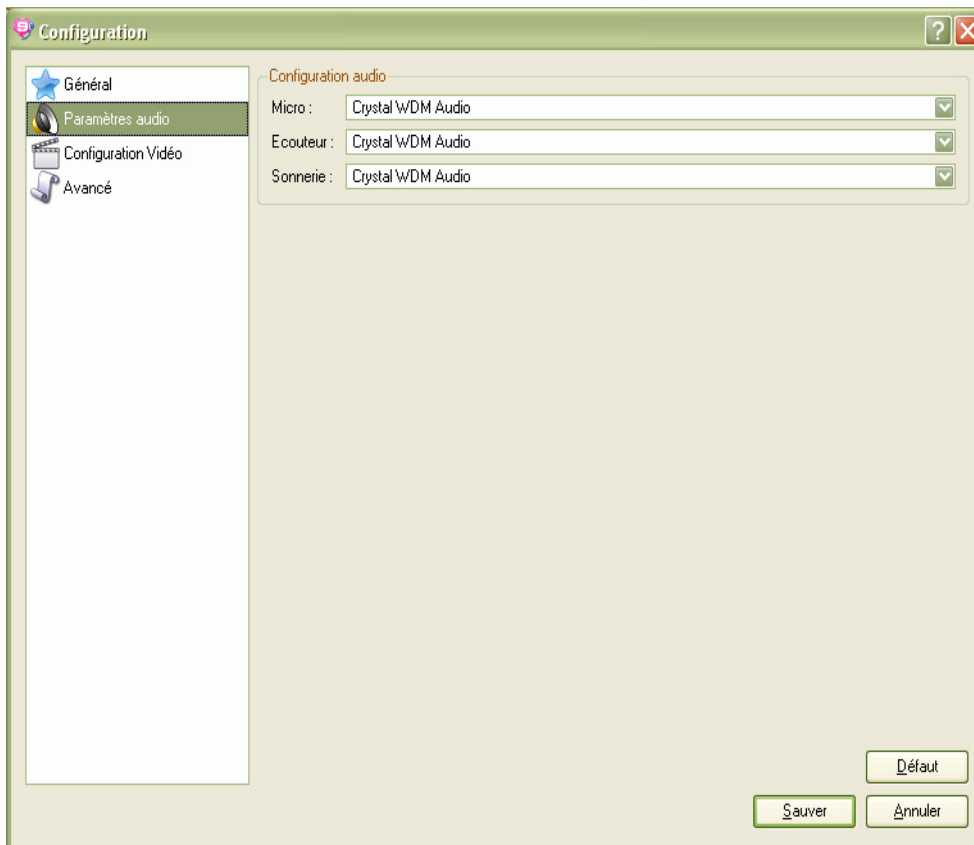 Configuration
Général
Paramètres audio
Configuration Vidéo
Avancé
Configuration audio
Micro : Crystal WDM Audio
Ecouteur : Crystal WDM Audio
Sonnerie : Crystal WDM Audio
Défaut
Sauver
Annuler